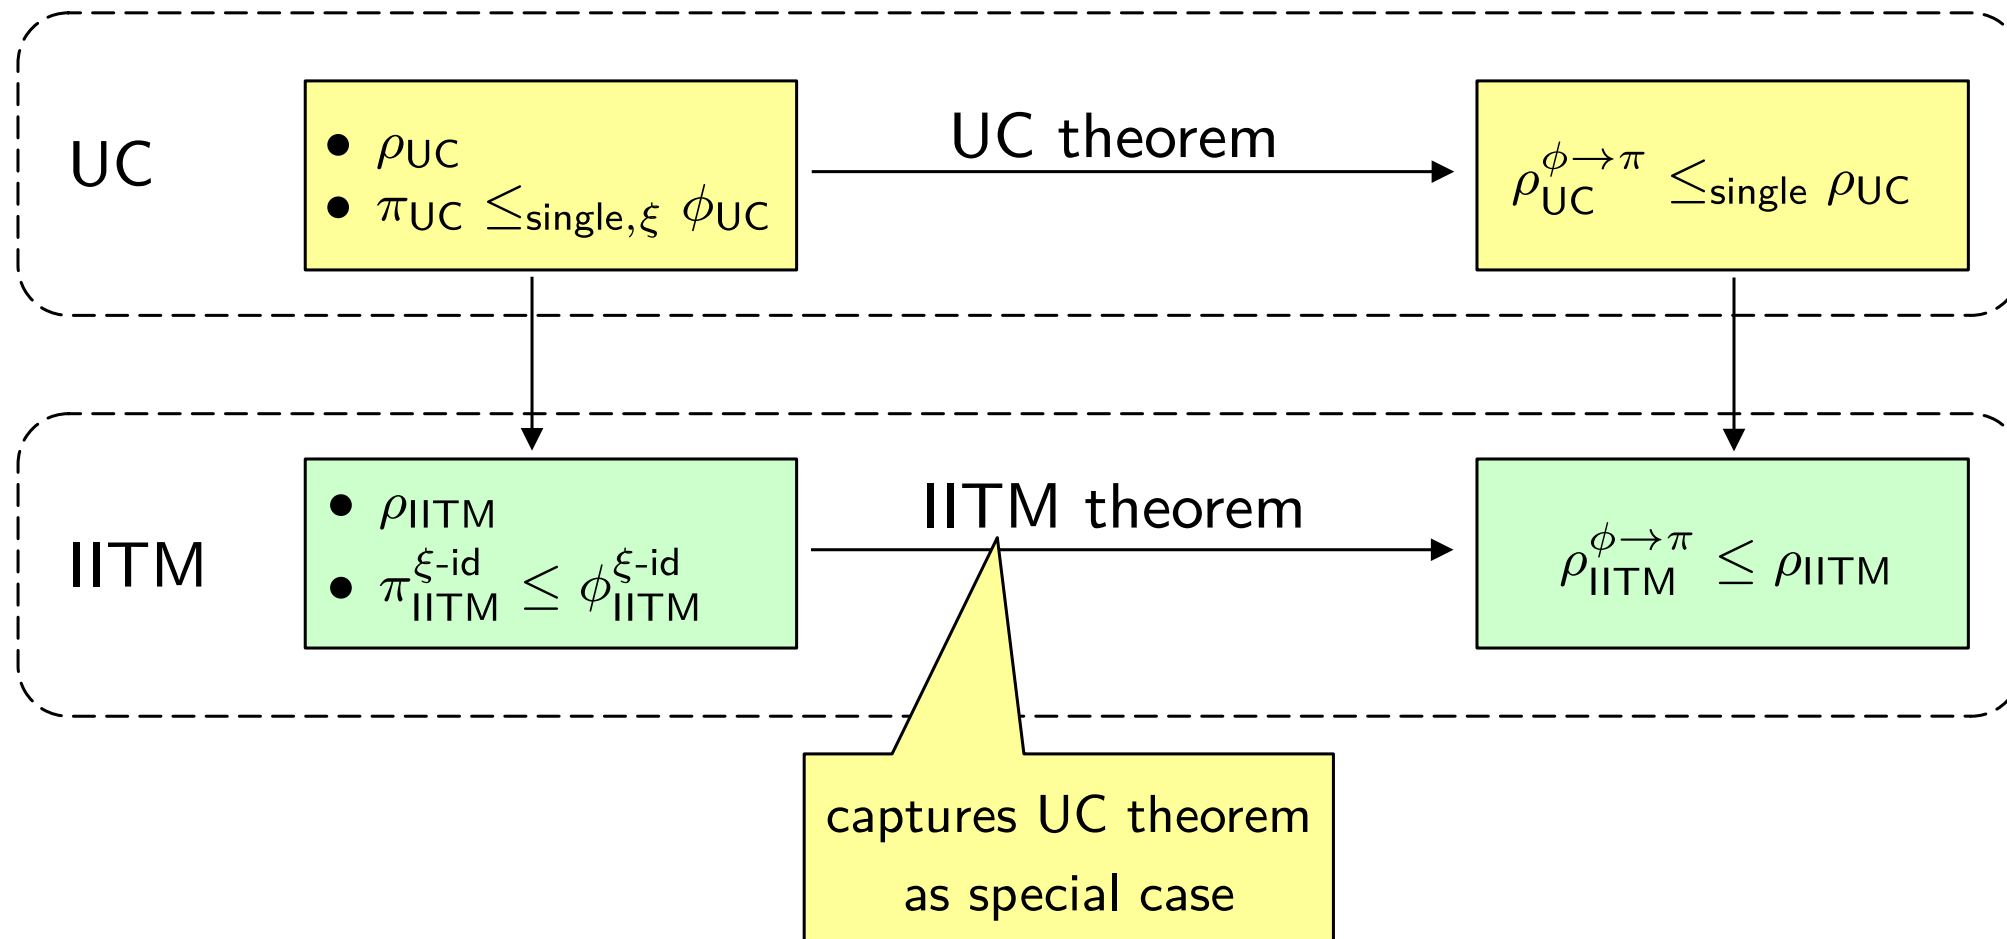 UC
• ρ_UC
• π_UC ≤_single,ξ φ_UC
UC theorem
ρ_UC^ϕ→π ≤_single ρ_UC
IITM
• ρ_IITM
• π_IITM^ξ-id ≤ ϕ_IITM^ξ-id
IITM theorem
ρ_IITM^ϕ→π ≤ ρ_IITM
captures UC theorem
as special case